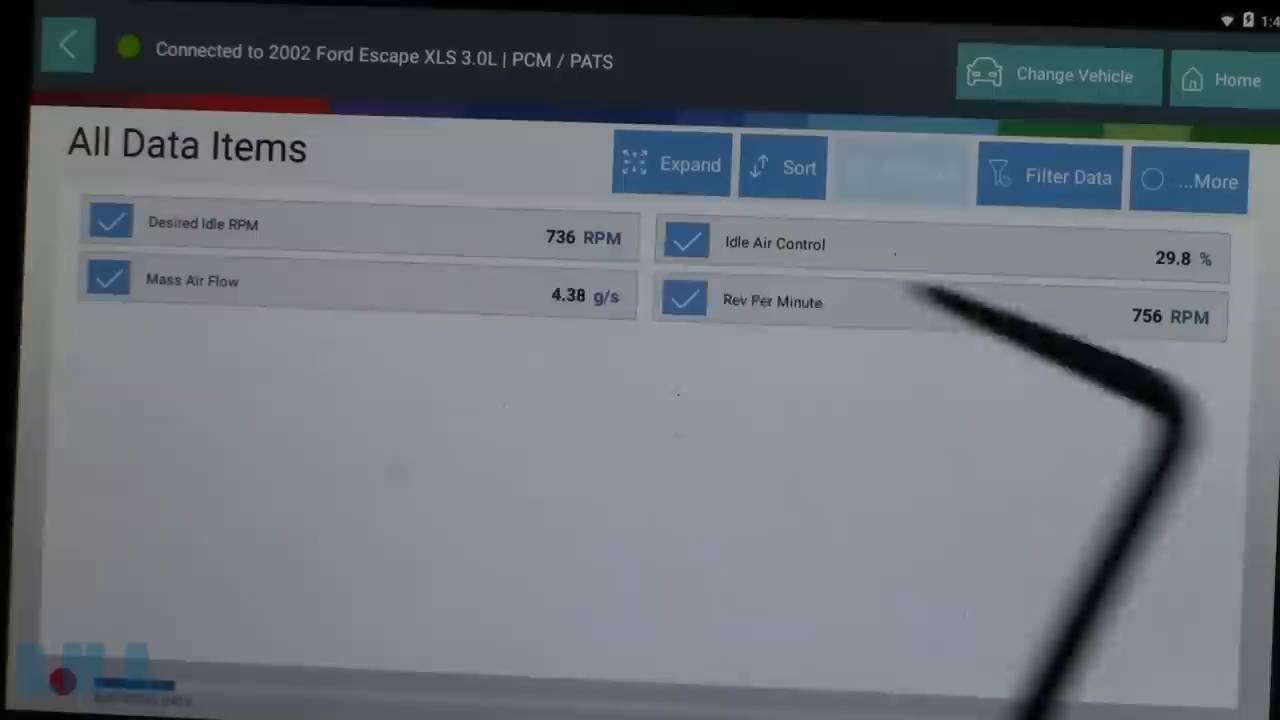 1:4
Connected to 2002 Ford Escape XLS 3.0L | PCM / PATS
Change Vehicle
Home
All Data Items
Expand
Sort
Filter Data
...More
Desired Idle RPM
736 RPM
Idle Air Control
29.8 %
Mass Air Flow
4.38 g/s
Rev Per Minute
756 RPM